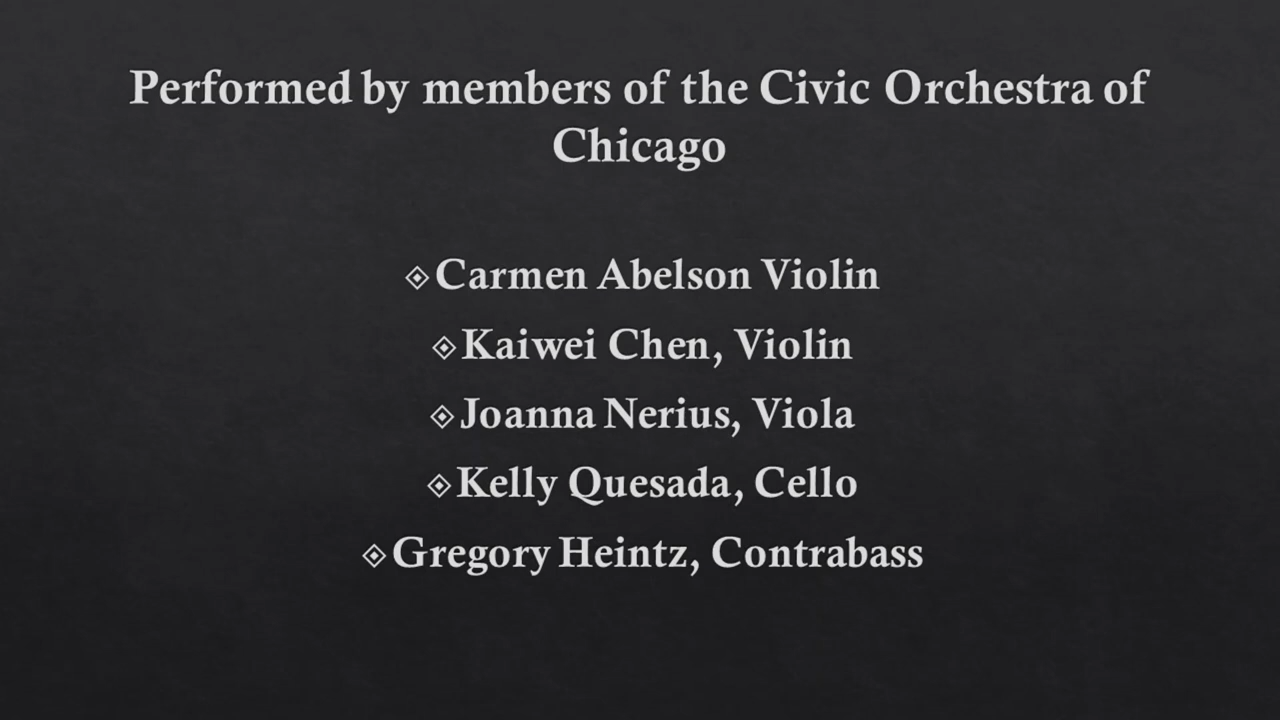 Performed by members of the Civic Orchestra of
Chicago
Carmen Abelson Violin
Kaiwei Chen, Violin
Joanna Nerius, Viola
Kelly Quesada, Cello
Gregory Heintz, Contrabass